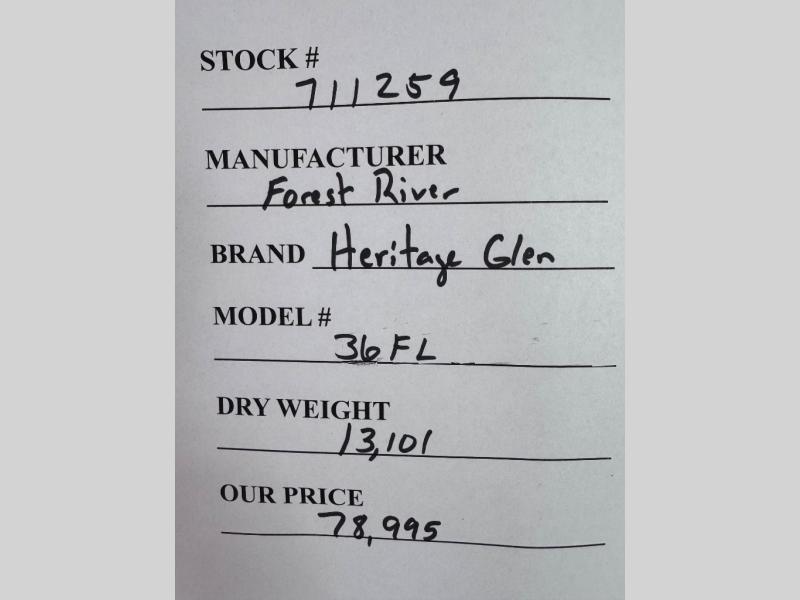 STOCK #
711259
MANUFACTURER
Forest River
BRAND Heritage Glen
MODEL #
36FL
DRY WEIGHT
13,101
OUR PRICE
78,995